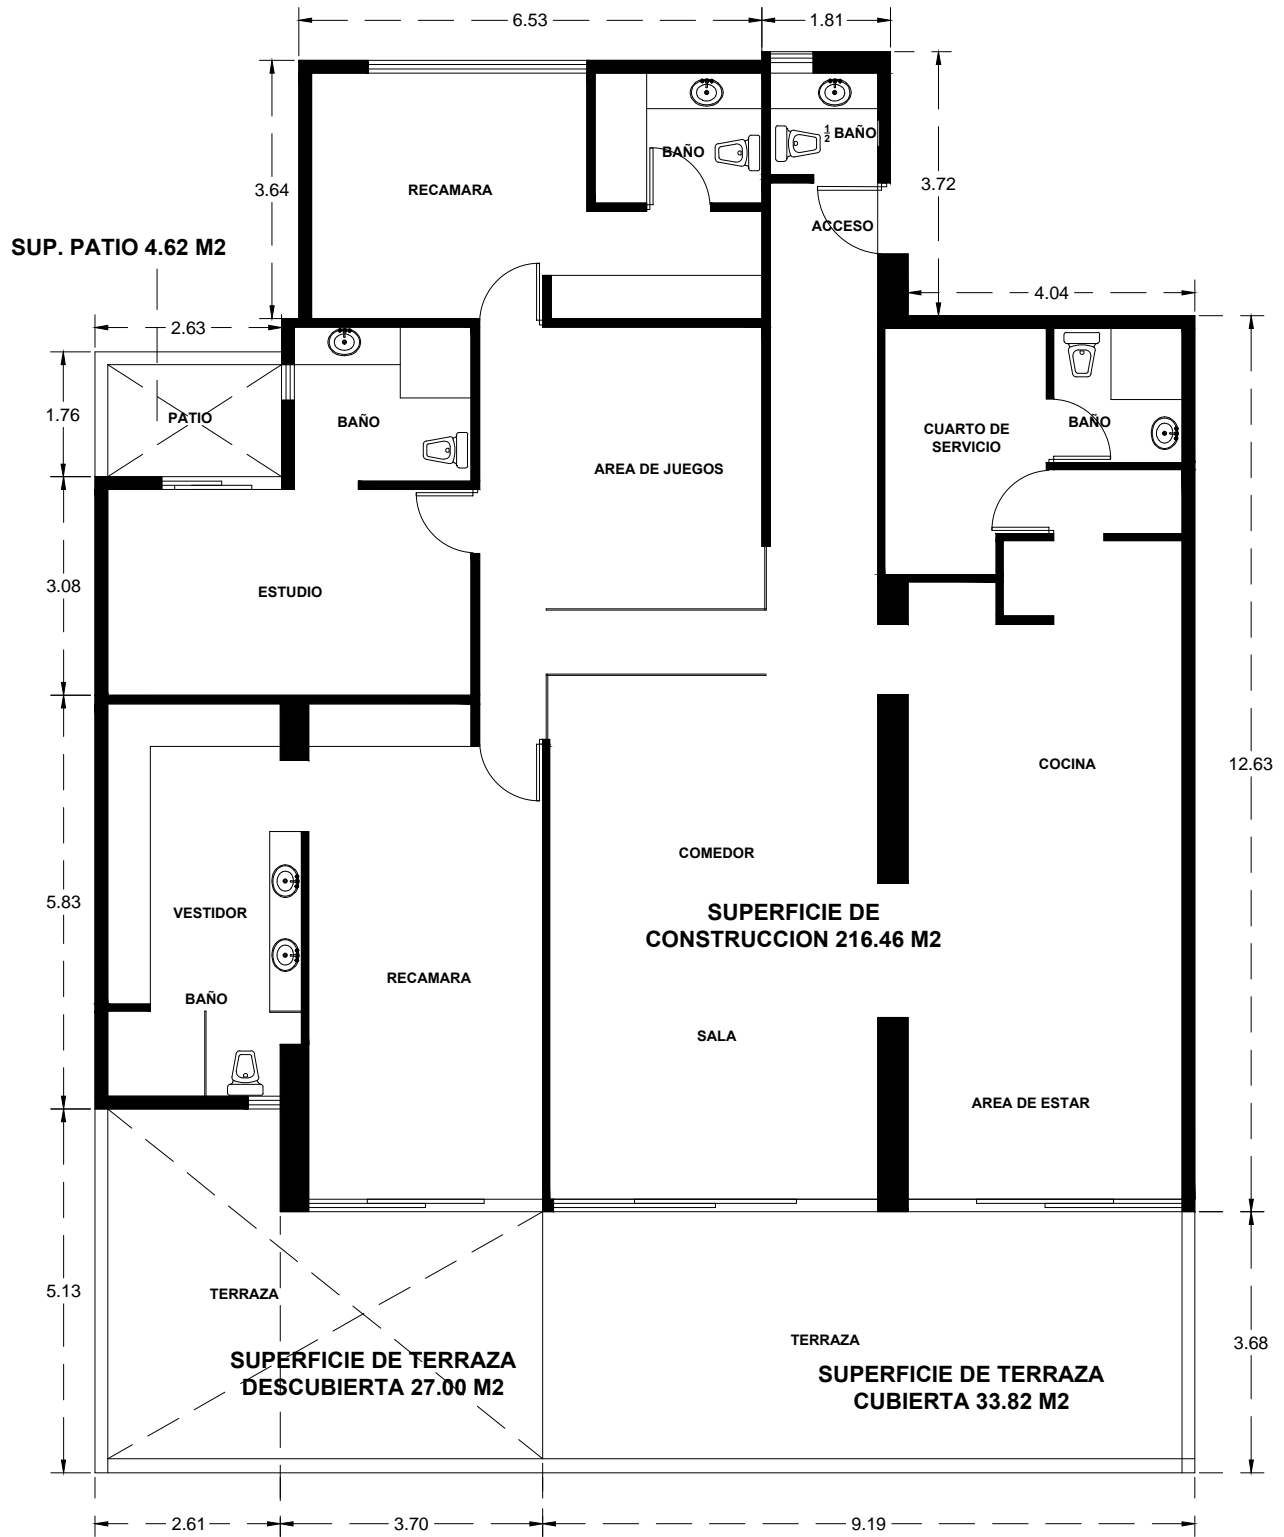 6.53
1.81
3.64
3.72
½ BAÑO
BAÑO
RECAMARA
ACCESO
SUP. PATIO 4.62 M2
4.04
2.63
1.76
PATIO
BAÑO
AREA DE JUEGOS
CUARTO DE
SERVICIO
BAÑO
3.08
ESTUDIO
COCINA
12.63
COMEDOR
5.83
VESTIDOR
SUPERFICIE DE
CONSTRUCCION 216.46 M2
RECAMARA
BAÑO
SALA
AREA DE ESTAR
5.13
TERRAZA
TERRAZA
3.68
SUPERFICIE DE TERRAZA
DESCUBIERTA 27.00 M2
SUPERFICIE DE TERRAZA
CUBIERTA 33.82 M2
2.61
3.70
9.19